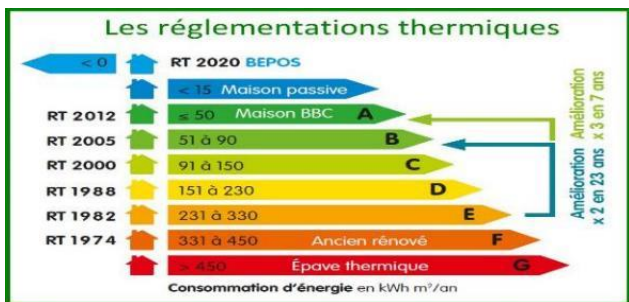 Les réglementations thermiques
< 0 RT 2020 BEPOS
< 15 Maison passive
RT 2012 ≤ 50 Maison BBC A
RT 2005 51 à 90 B
RT 2000 91 à 150 C
RT 1988 151 à 230 D
RT 1982 231 à 330 E
RT 1974 331 à 450 Ancien rénové F
> 450 Épave thermique G
Consommation d'énergie en kWh m²/an
Amélioration
x 3 en 7 ans
Amélioration
x 2 en 23 ans